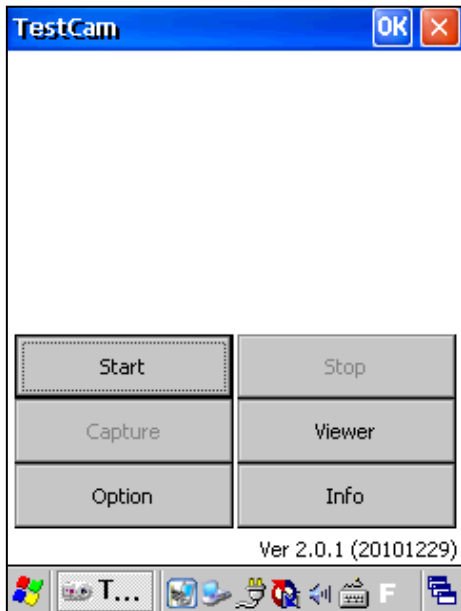 TestCam OK
Start Stop
Capture Viewer
Option Info
Ver 2.0.1 (20101229)
T... F